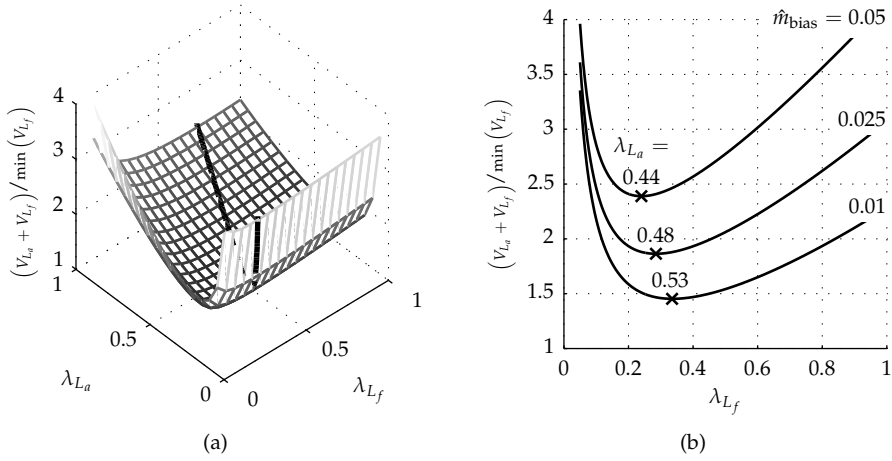 (V_{L_a} + V_{L_f})/min (V_{L_f})
4
3
2
1
1
0.5
0
λ_{L_a}
0
0.5
1
λ_{L_f}
(a)
(V_{L_a} + V_{L_f})/min (V_{L_f})
4
3.5
3
2.5
2
1.5
1
m̂_{bias} = 0.05
0.025
0.01
λ_{L_a} =
0.44
0.48
0.53
0 0.2 0.4 0.6 0.8 1
λ_{L_f}
(b)